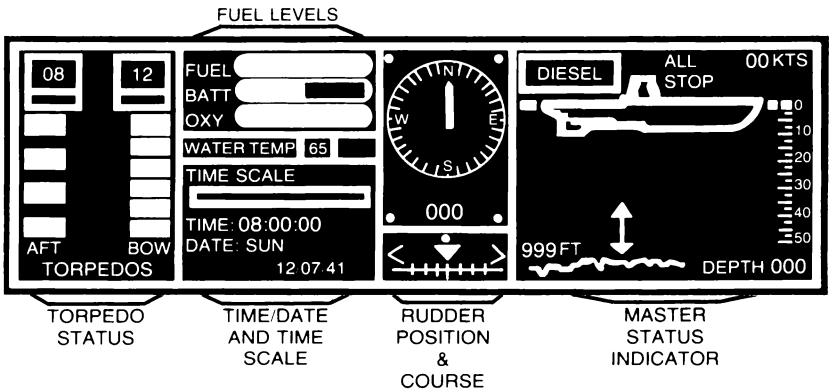 FUEL LEVELS
08 12
AFT BOW
TORPEDOS
FUEL
BATT
OXY
WATER TEMP 65
TIME SCALE
TIME: 08:00:00
DATE: SUN
12.07.41
N
W E
S
000
< >
DIESEL
ALL
STOP
00 KTS
0
10
20
30
40
50
999 FT
DEPTH 000
TORPEDO
STATUS
TIME/DATE
AND TIME
SCALE
RUDDER
POSITION
&
COURSE
MASTER
STATUS
INDICATOR